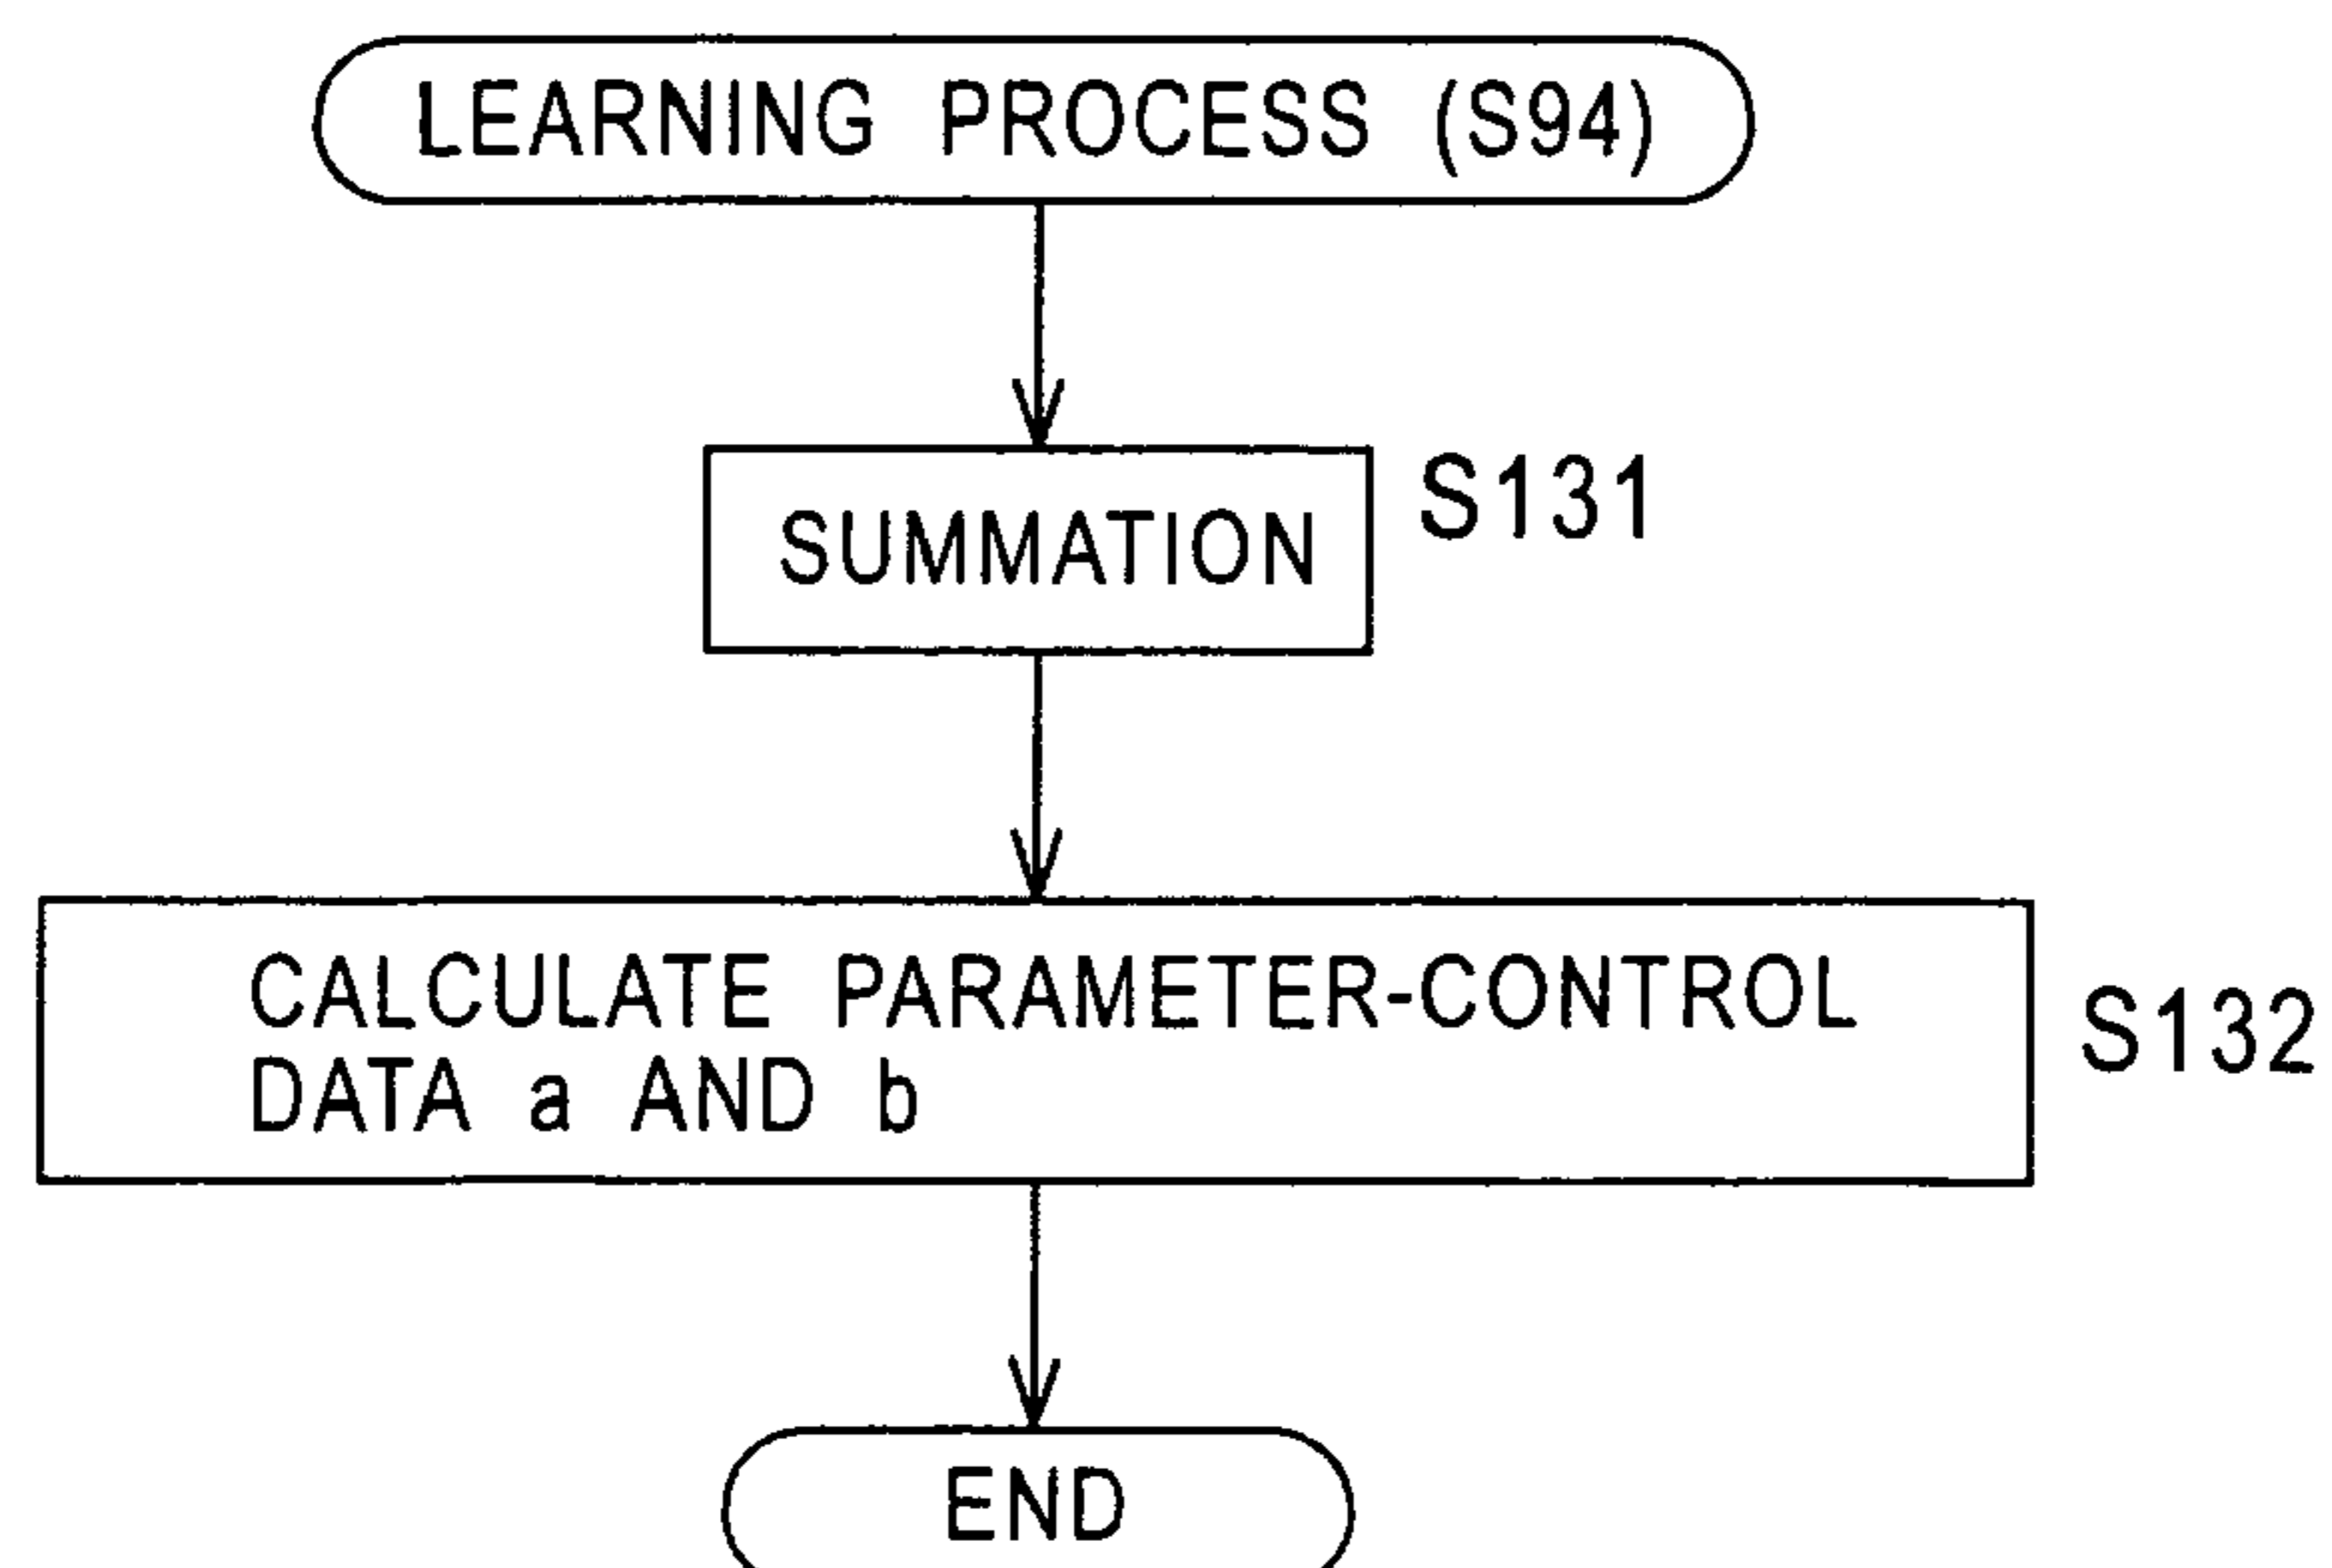 LEARNING PROCESS (S94)
SUMMATION
S131
CALCULATE PARAMETER-CONTROL
DATA a AND b
S132
END